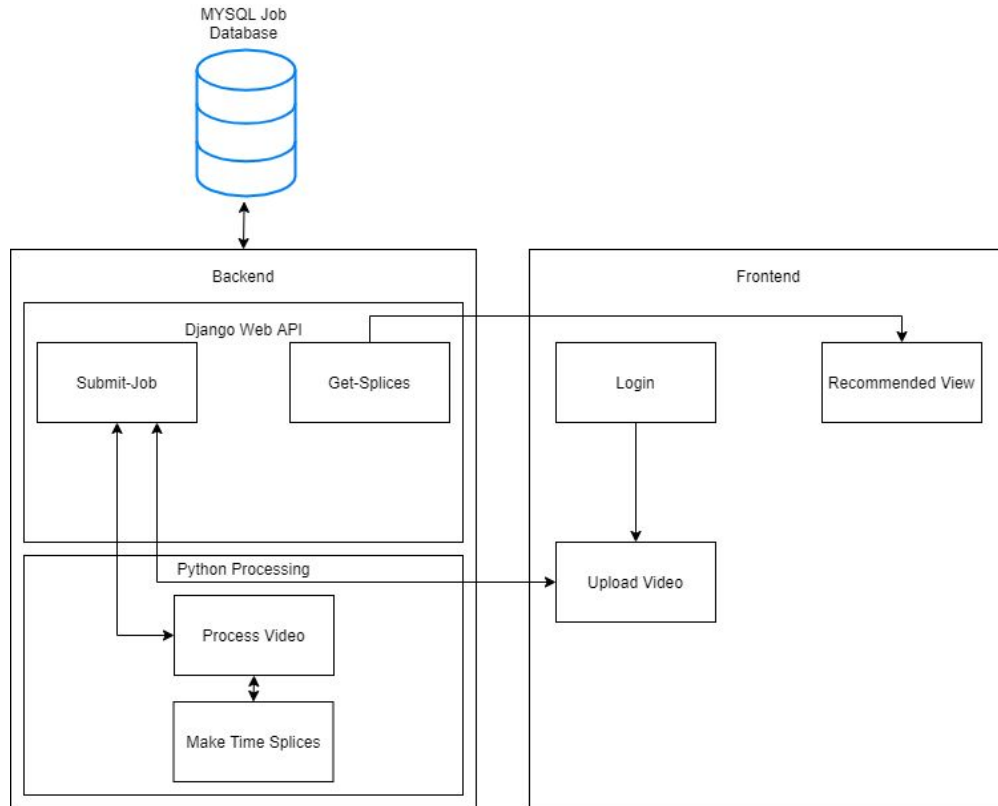 MYSQL Job
Database
Backend
Frontend
Django Web API
Submit-Job
Get-Splices
Login
Recommended View
Python Processing
Upload Video
Process Video
Make Time Splices